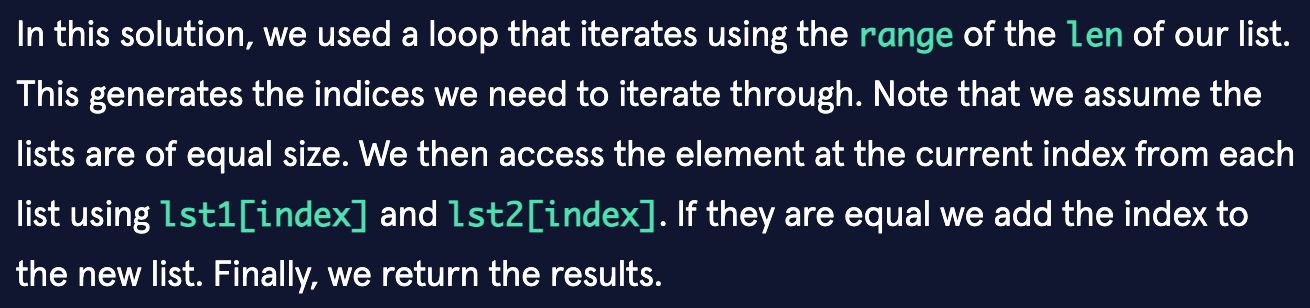 In this solution, we used a loop that iterates using the range of the len of our list.
This generates the indices we need to iterate through. Note that we assume the
lists are of equal size. We then access the element at the current index from each
list using lst1[index] and lst2[index]. If they are equal we add the index to
the new list. Finally, we return the results.